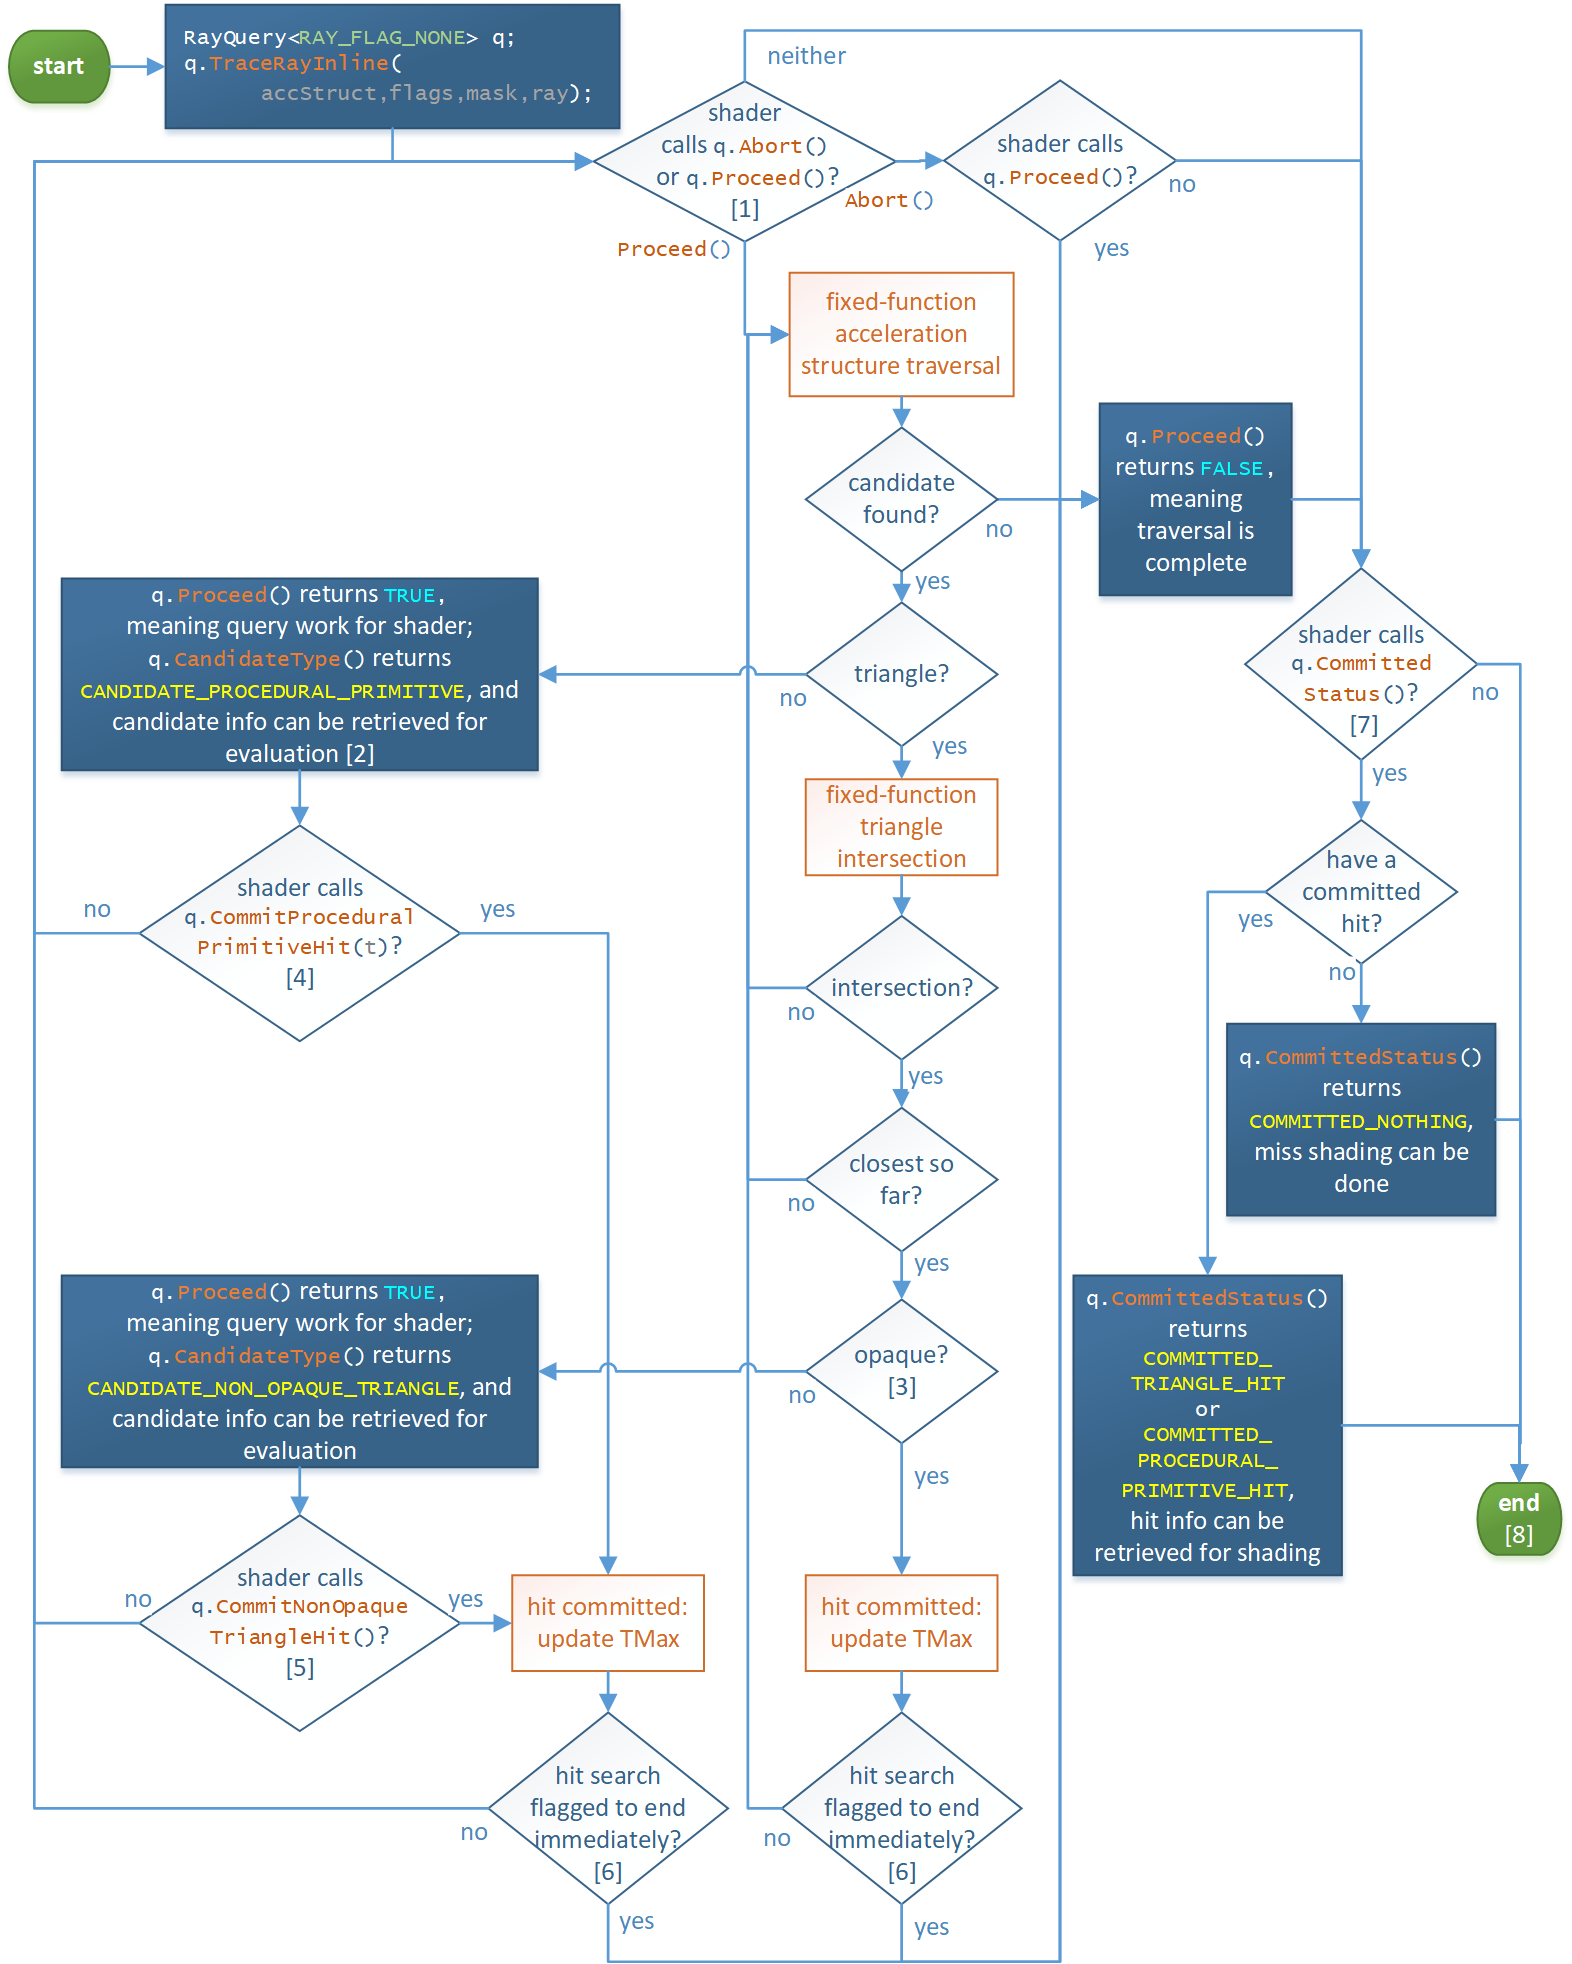 start
RayQuery<RAY_FLAG_NONE> q;
q.TraceRayInline(
accStruct,flags,mask,ray);
neither
shader
calls q.Abort()
or q.Proceed()?
[1]
Abort()
Proceed()
shader calls
q.Proceed()?
no
yes
fixed-function
acceleration
structure traversal
candidate
found?
no
yes
q.Proceed()
returns FALSE,
meaning
traversal is
complete
q.Proceed() returns TRUE,
meaning query work for shader;
q.CandidateType() returns
CANDIDATE_PROCEDURAL_PRIMITIVE, and
candidate info can be retrieved for
evaluation [2]
triangle?
no
yes
shader calls
q.Committed
Status()?
[7]
no
yes
fixed-function
triangle
intersection
have a
committed
hit?
yes
no
shader calls
q.CommitProcedural
PrimitiveHit(t)?
[4]
no
yes
intersection?
no
yes
q.CommittedStatus()
returns
COMMITTED_NOTHING,
miss shading can be
done
closest so
far?
no
yes
q.Proceed() returns TRUE,
meaning query work for shader;
q.CandidateType() returns
CANDIDATE_NON_OPAQUE_TRIANGLE, and
candidate info can be retrieved for
evaluation
opaque?
[3]
no
yes
q.CommittedStatus()
returns
COMMITTED_
TRIANGLE_HIT
or
COMMITTED_
PROCEDURAL_
PRIMITIVE_HIT,
hit info can be
retrieved for shading
end
[8]
shader calls
q.CommitNonOpaque
TriangleHit()?
[5]
no
yes
hit committed:
update TMax
hit committed:
update TMax
hit search
flagged to end
immediately?
[6]
no
yes
hit search
flagged to end
immediately?
[6]
no
yes